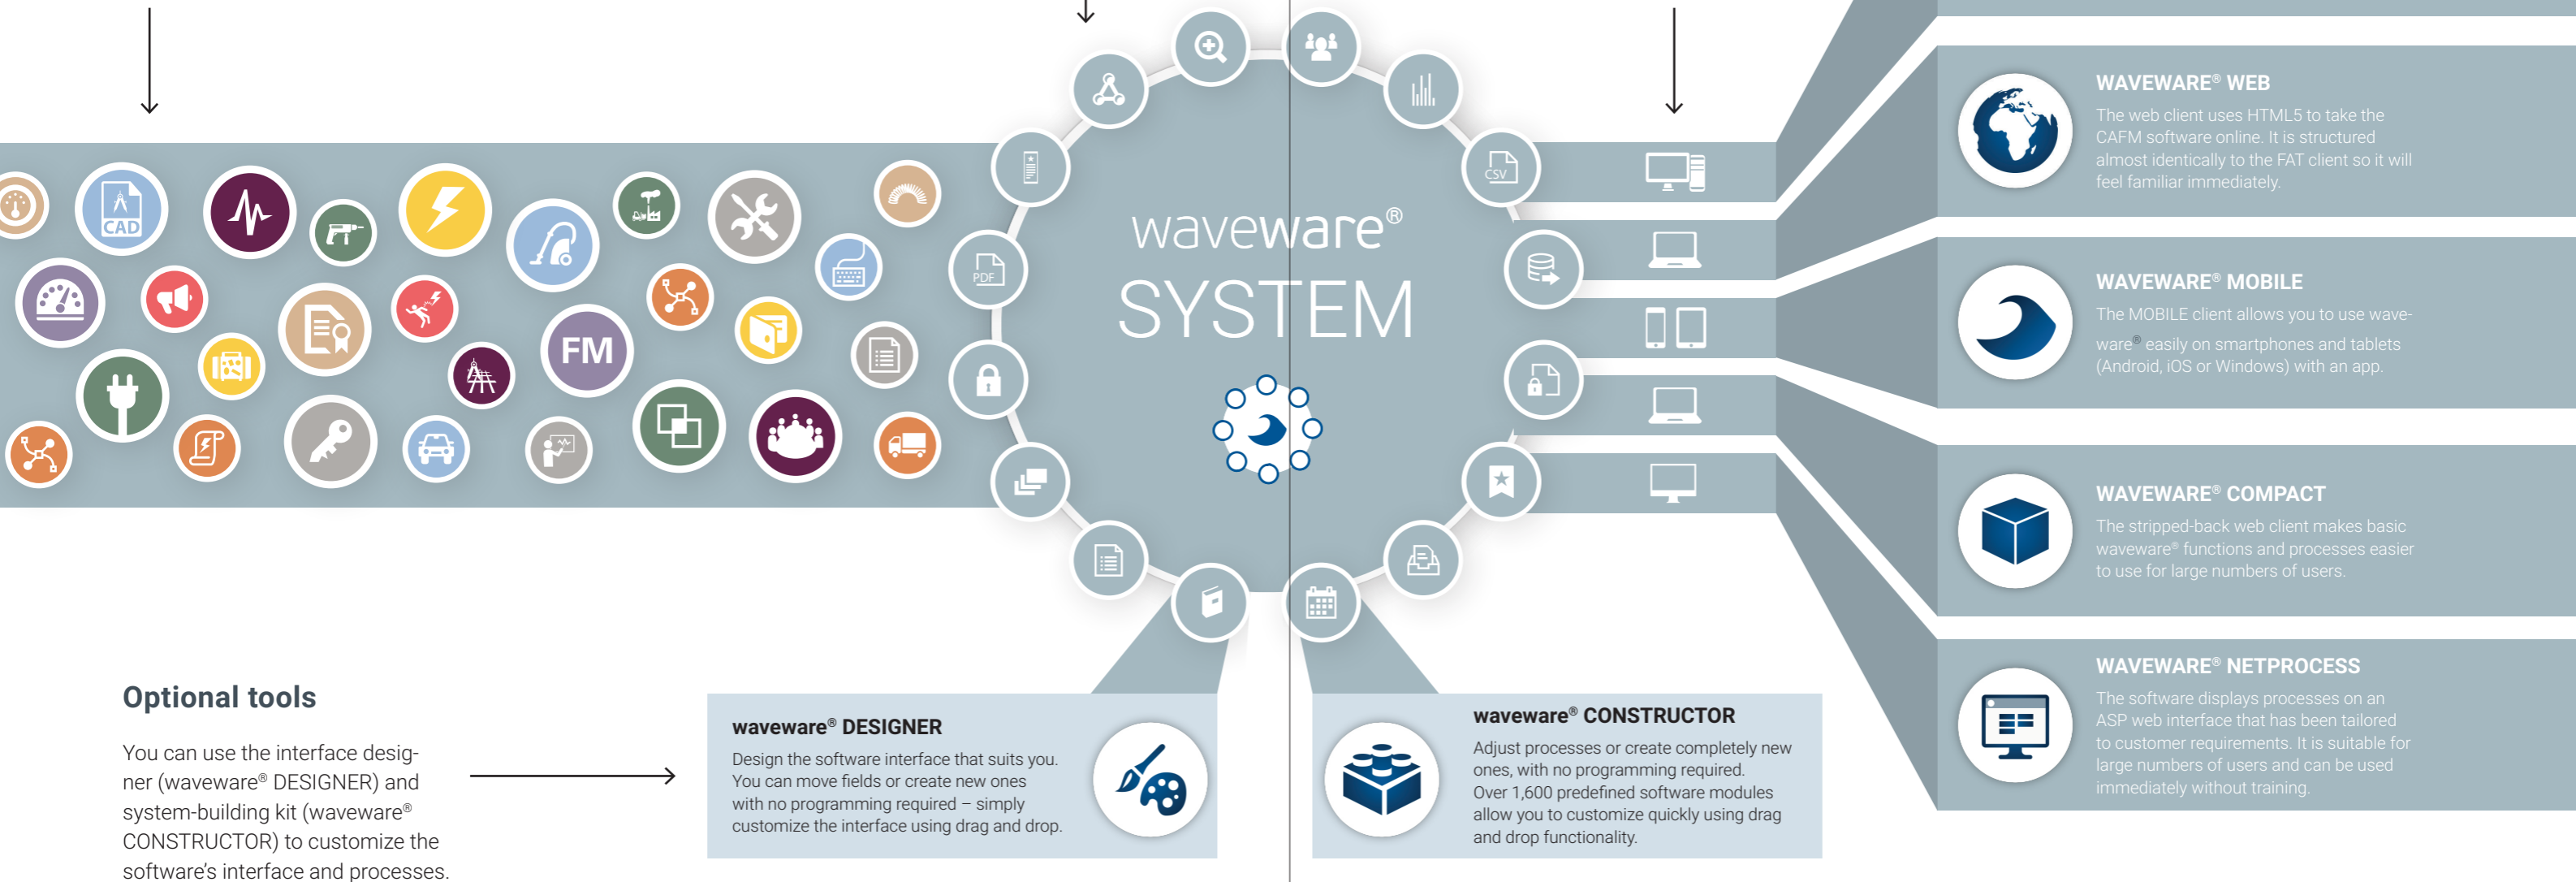 CAD
FM
PDF
CSV
waveware®
SYSTEM
WAVEWARE® WEB
The web client uses HTML5 to take the
CAFM software online. It is structured
almost identically to the FAT client so it will
feel familiar immediately.
WAVEWARE® MOBILE
The MOBILE client allows you to use wave-
ware® easily on smartphones and tablets
(Android, iOS or Windows) with an app.
WAVEWARE® COMPACT
The stripped-back web client makes basic
waveware® functions and processes easier
to use for large numbers of users.
WAVEWARE® NETPROCESS
The software displays processes on an
ASP web interface that has been tailored
to customer requirements. It is suitable for
large numbers of users and can be used
immediately without training.
Optional tools
You can use the interface desig-
ner (waveware® DESIGNER) and
system-building kit (waveware®
CONSTRUCTOR) to customize the
software's interface and processes.
waveware® DESIGNER
Design the software interface that suits you.
You can move fields or create new ones
with no programming required – simply
customize the interface using drag and drop.
waveware® CONSTRUCTOR
Adjust processes or create completely new
ones, with no programming required.
Over 1,600 predefined software modules
allow you to customize quickly using drag
and drop functionality.